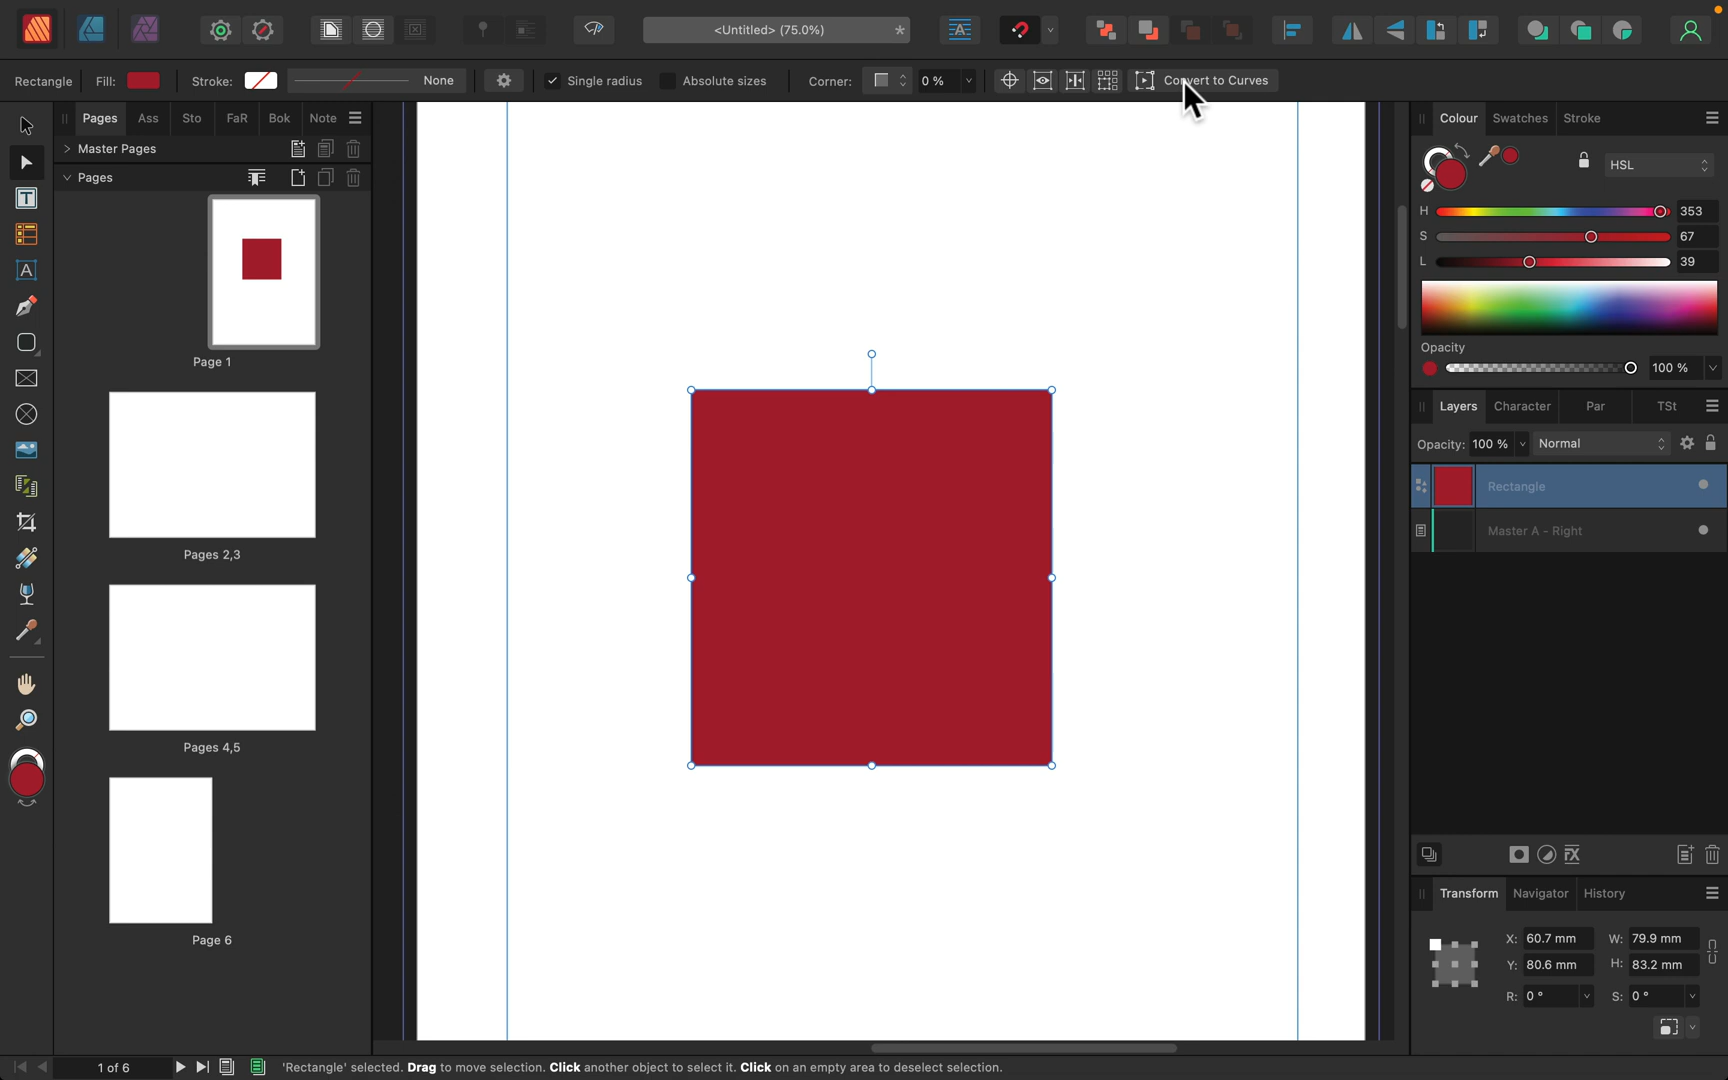 <Untitled> (75.0%)
*
Rectangle
Fill:
Stroke:
None
Single radius
Absolute sizes
Corner:
0 %
Convert to Curves
Pages
Ass
Sto
FaR
Bok
Note
Master Pages
Pages
Page 1
Pages 2,3
Pages 4,5
Page 6
Colour
Swatches
Stroke
HSL
H
353
S
67
L
39
Opacity
100 %
Layers
Character
Par
TSt
Opacity:
100 %
Normal
Rectangle
Master A - Right
Transform
Navigator
History
X: 60.7 mm
W: 79.9 mm
Y: 80.6 mm
H: 83.2 mm
R: 0 °
S: 0 °
1 of 6
'Rectangle' selected. Drag to move selection. Click another object to select it. Click on an empty area to deselect selection.